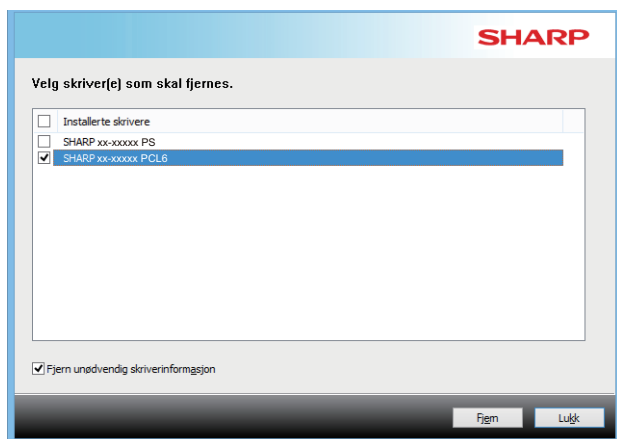 SHARP
Velg skriver(e) som skal fjernes.
Installerte skrivere
SHARP xx-xxxxx PS
SHARP xx-xxxxx PCL6
Fjern unødvendig skriverinformasjon
Fjern
Lukk